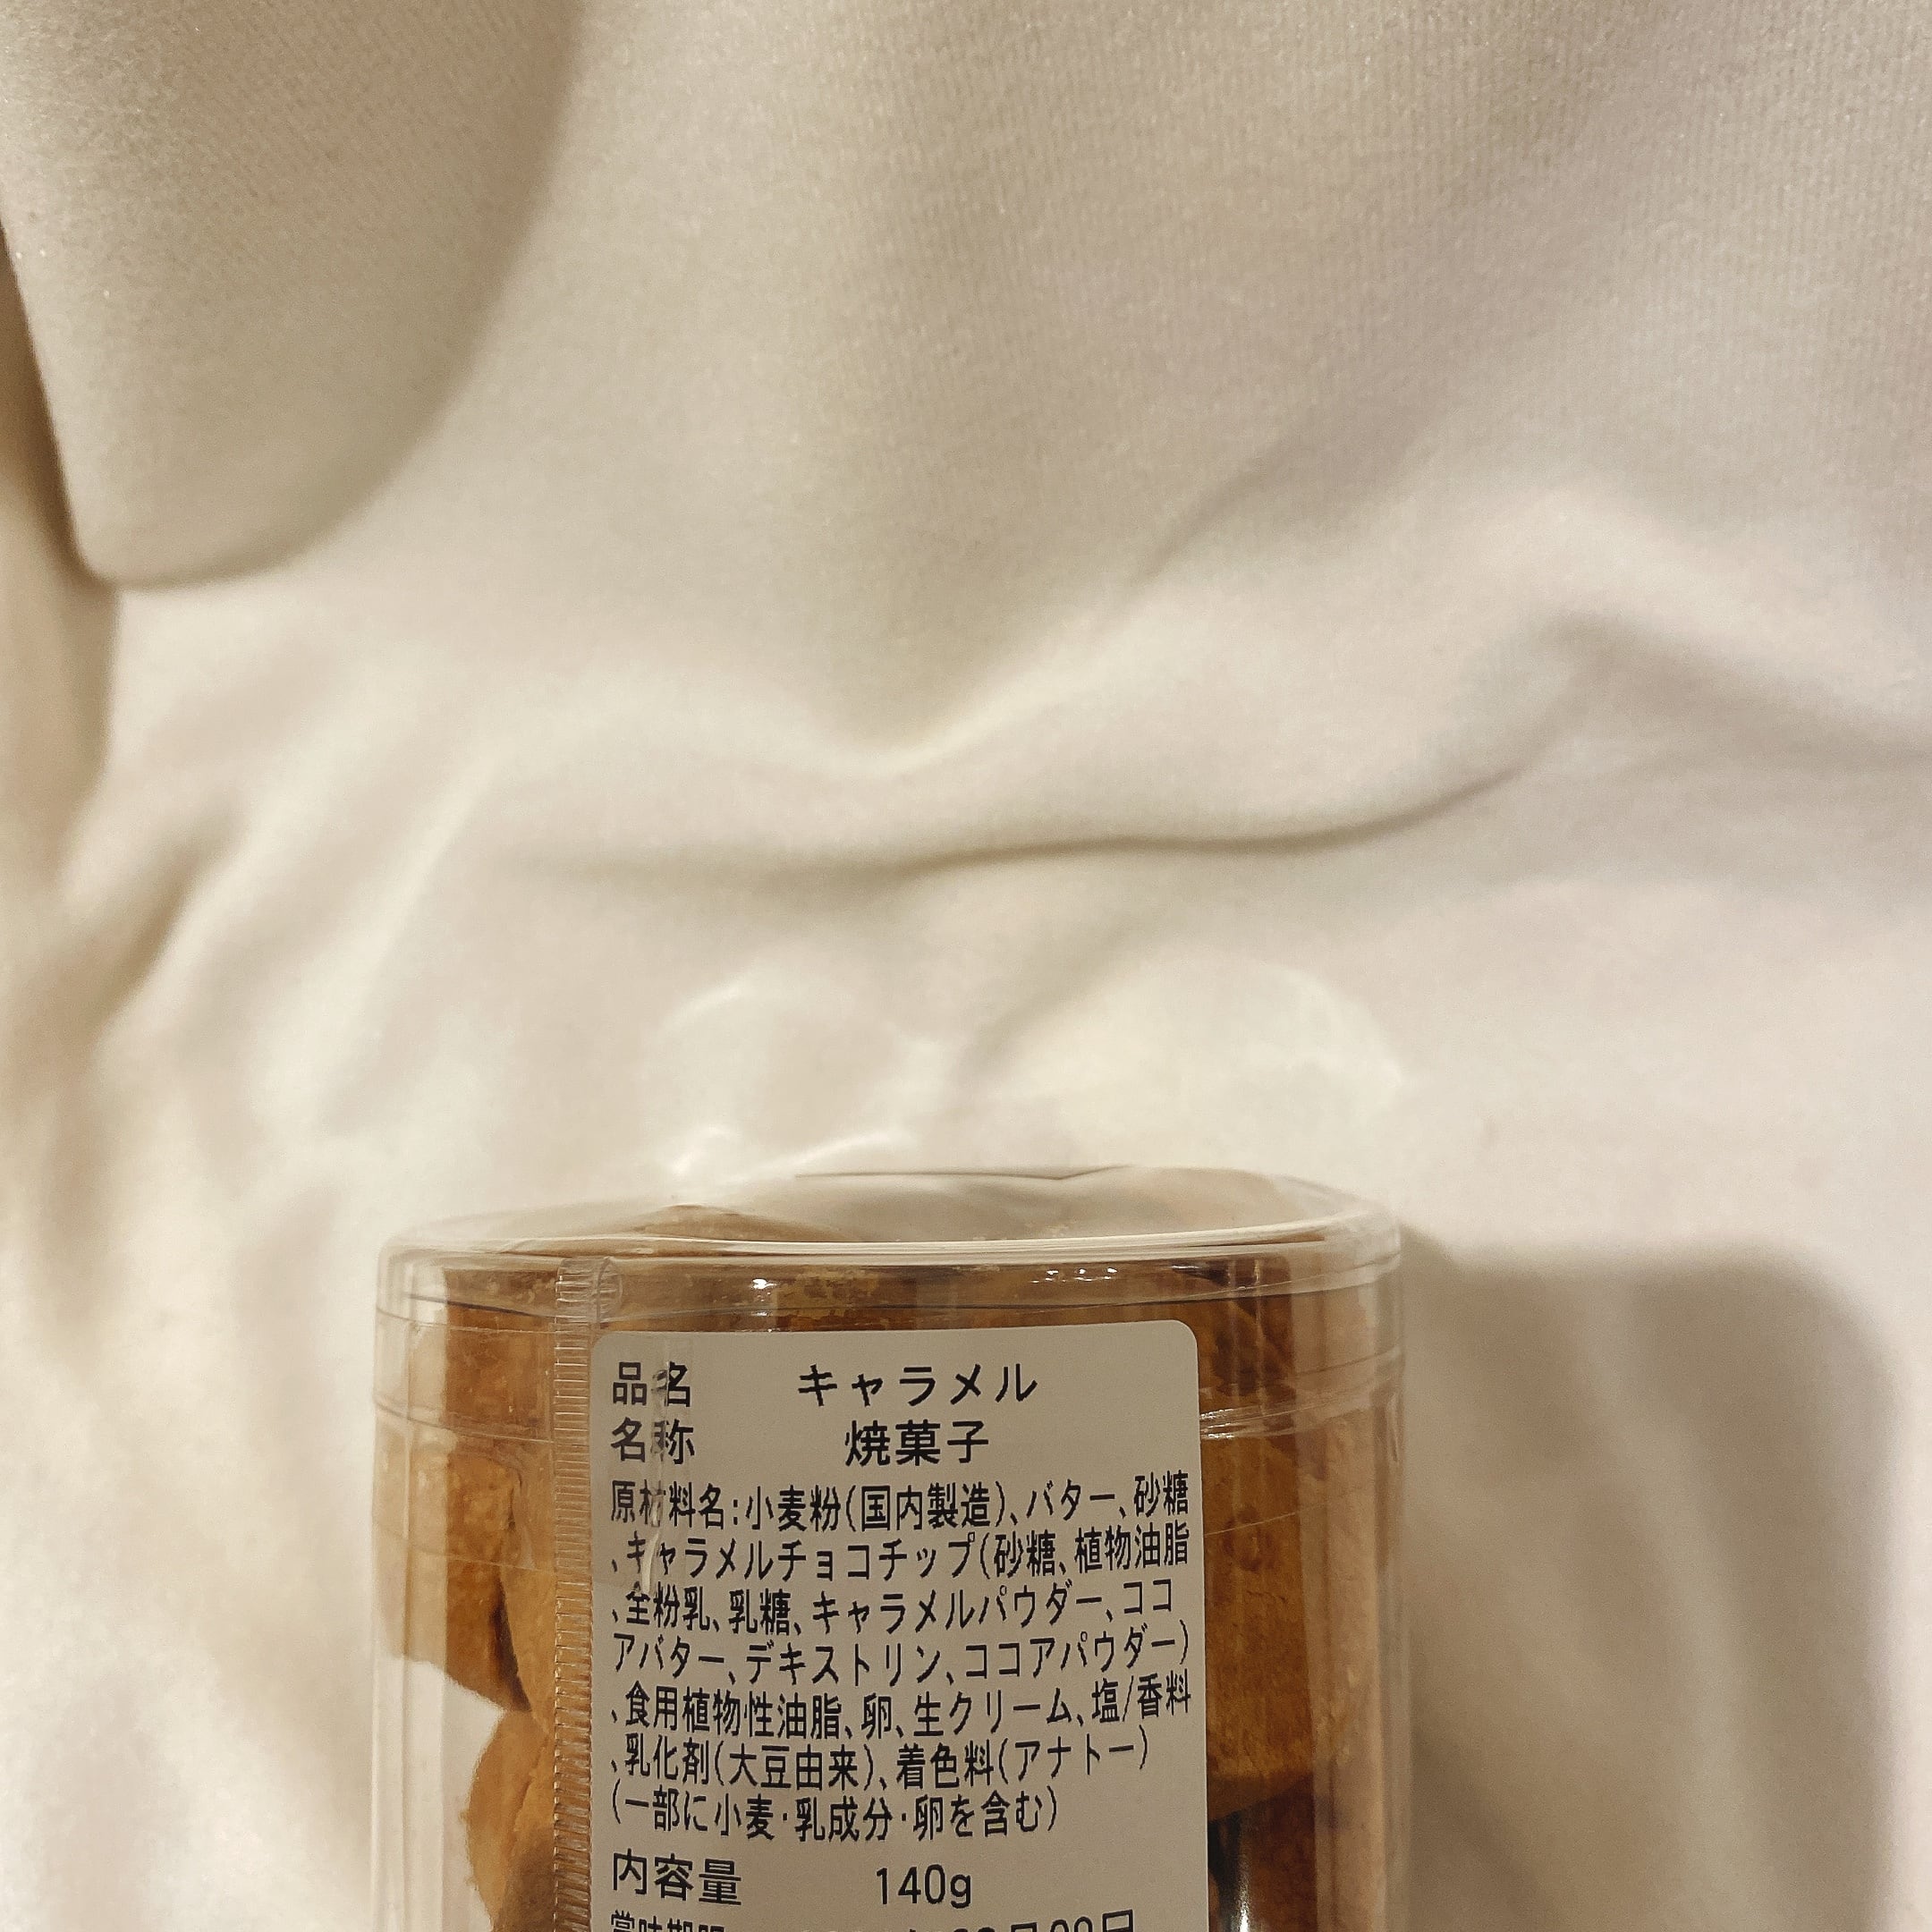 品名 キャラメル
名称 焼菓子
原材料名:小麦粉(国内製造)、バター、砂糖
、キャラメルチョコチップ(砂糖、植物油脂
、全粉乳、乳糖、キャラメルパウダー、ココ
アバター、デキストリン、ココアパウダー)
、食用植物性油脂、卵、生クリーム、塩/香料
、乳化剤(大豆由来)、着色料(アナトー)
(一部に小麦・乳成分・卵を含む)
内容量 140g
賞味期限